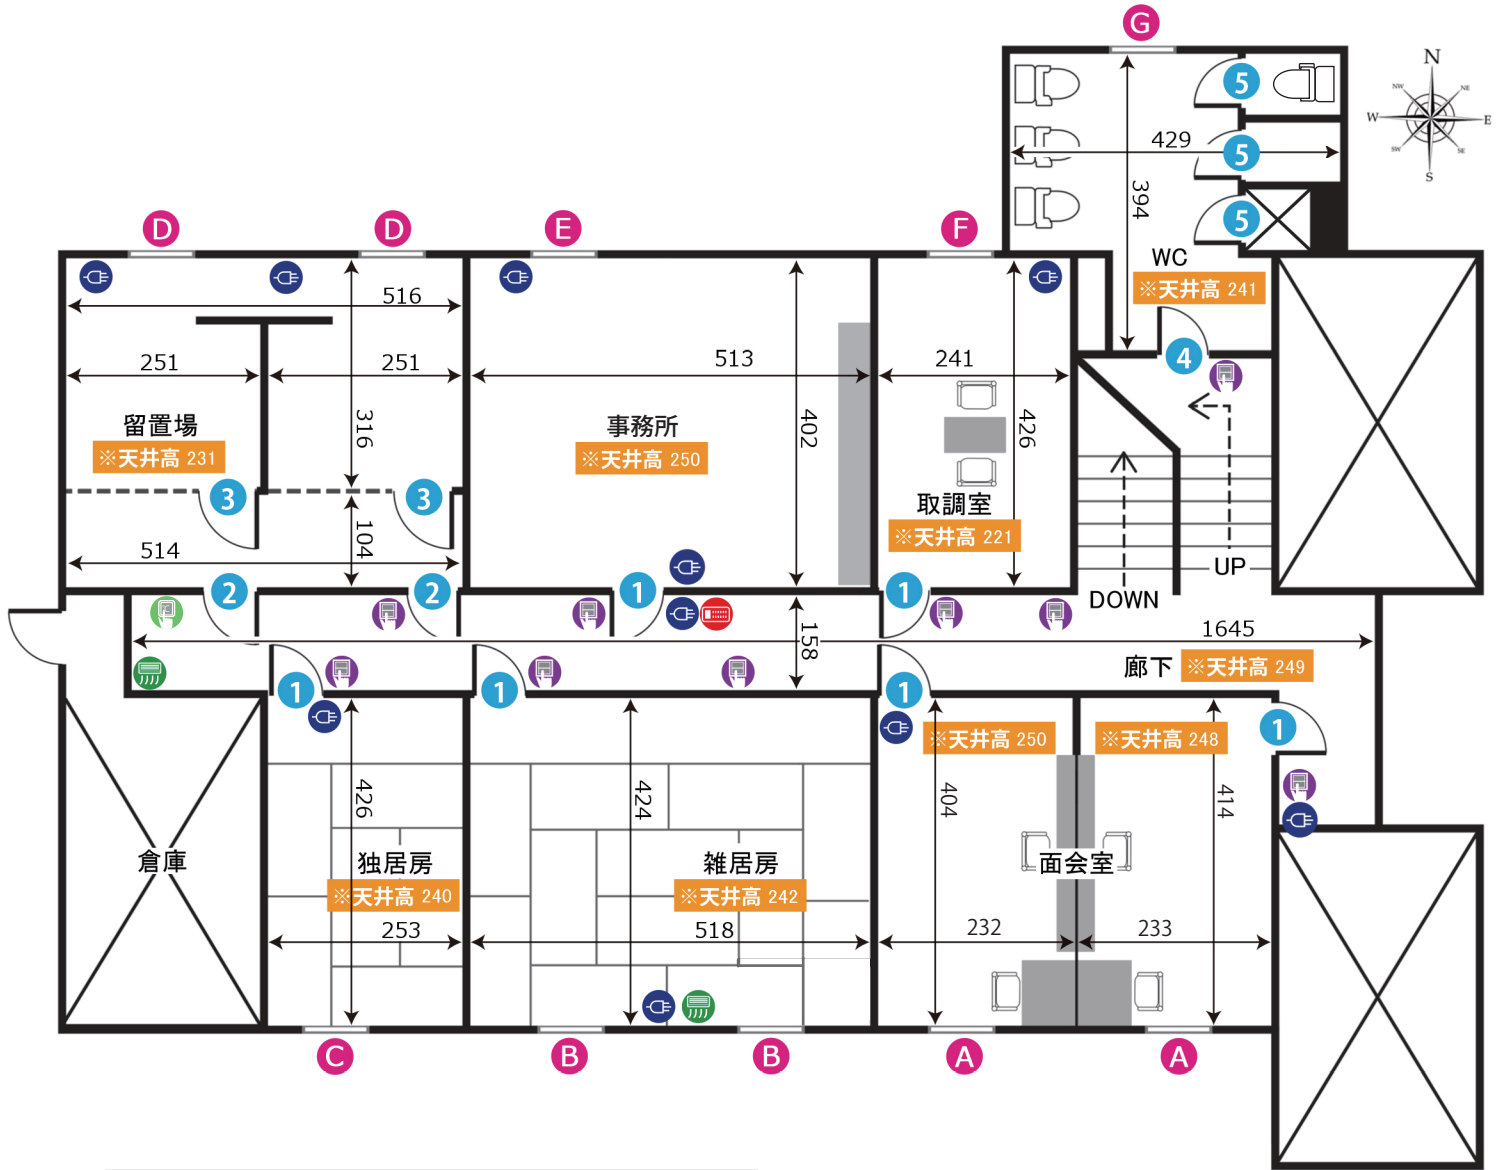 G
N
NW
NE
W
E
SW
SE
S
5
429
5
394
5
D
D
E
F
WC
※天井高 241
516
251
251
513
241
4
留置場
※天井高 231
316
事務所
※天井高 250
402
426
取調室
※天井高 221
3
3
514
104
UP
DOWN
2
2
1
1
158
1645
廊下
※天井高 249
1
1
1
1
※天井高 250
※天井高 248
426
424
404
414
倉庫
独居房
※天井高 240
雑居房
※天井高 242
面会室
253
518
232
233
C
B
B
A
A